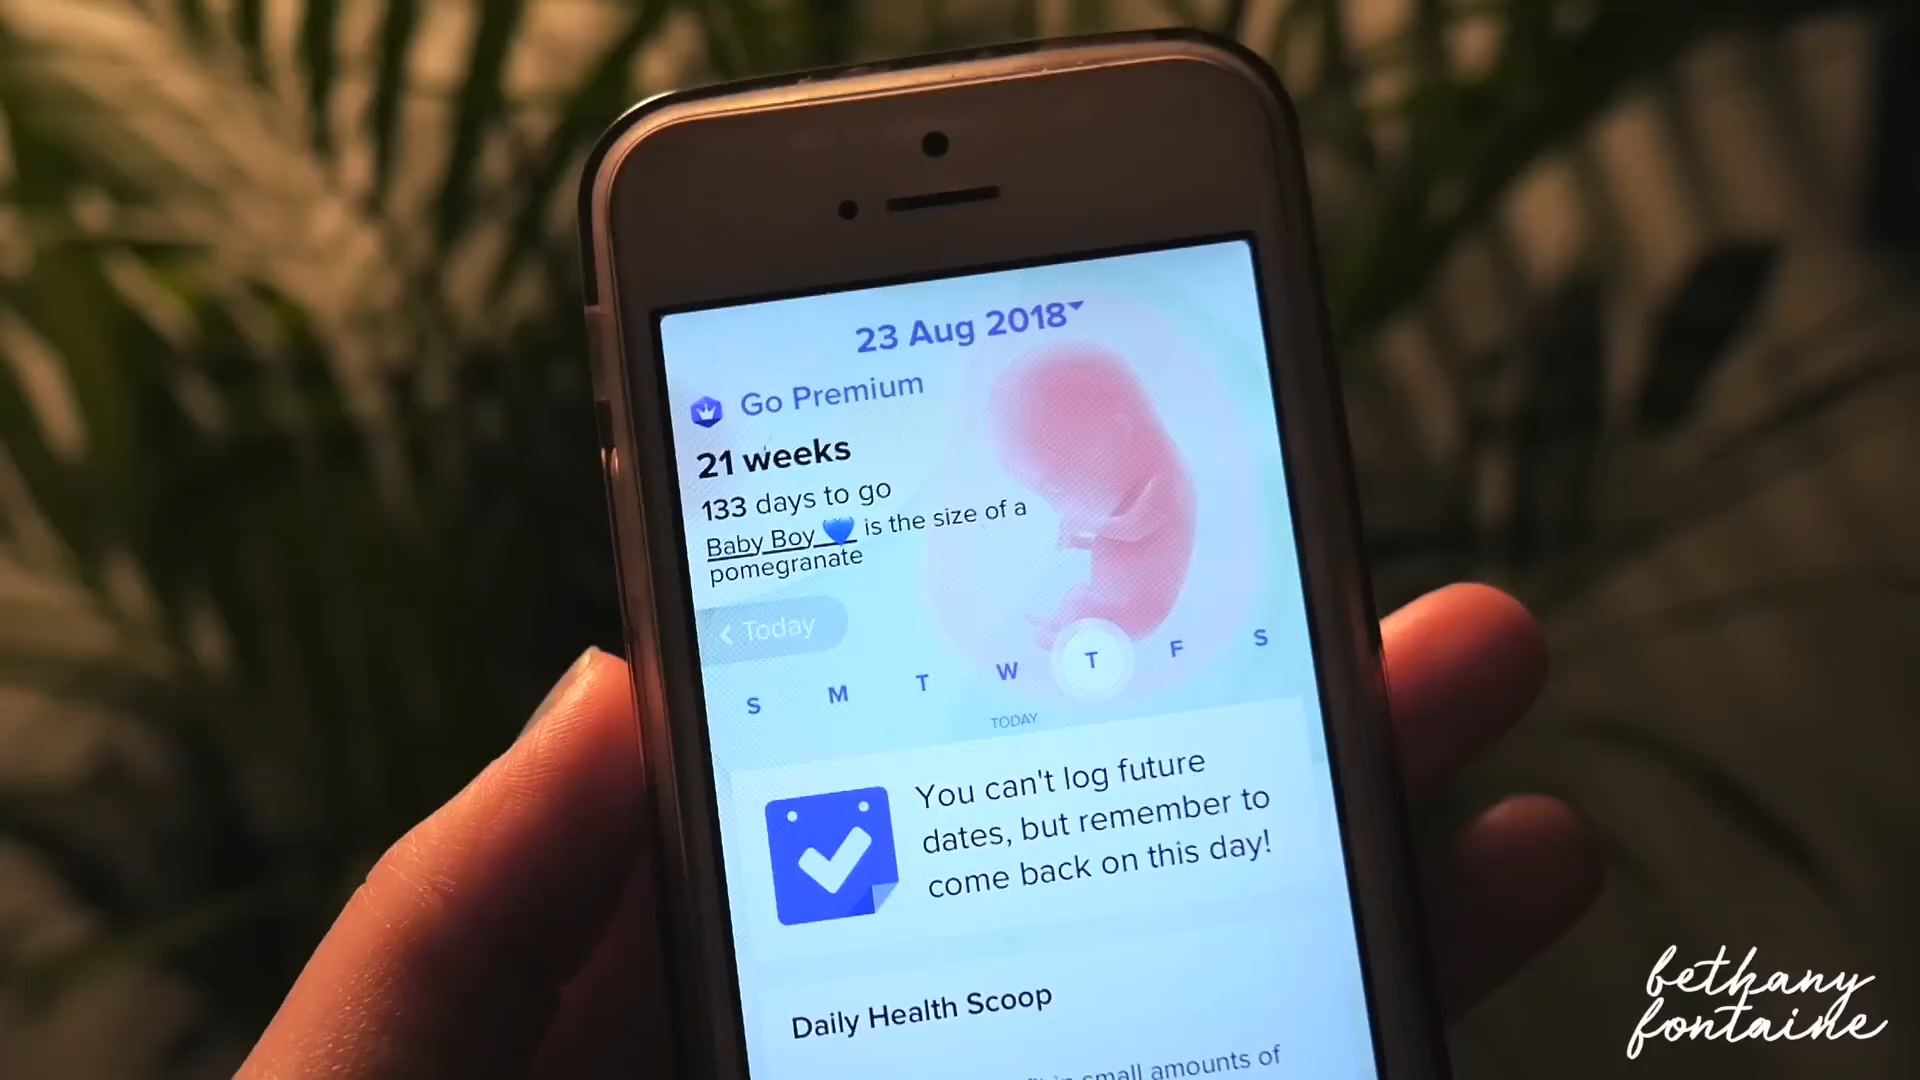 23 Aug 2018
Go Premium
21 weeks
133 days to go
Baby Boy 💙 is the size of a
pomegranate
< Today
S M T W T F S
TODAY
You can't log future
dates, but remember to
come back on this day!
Daily Health Scoop
small amounts of
bethany
fontaine